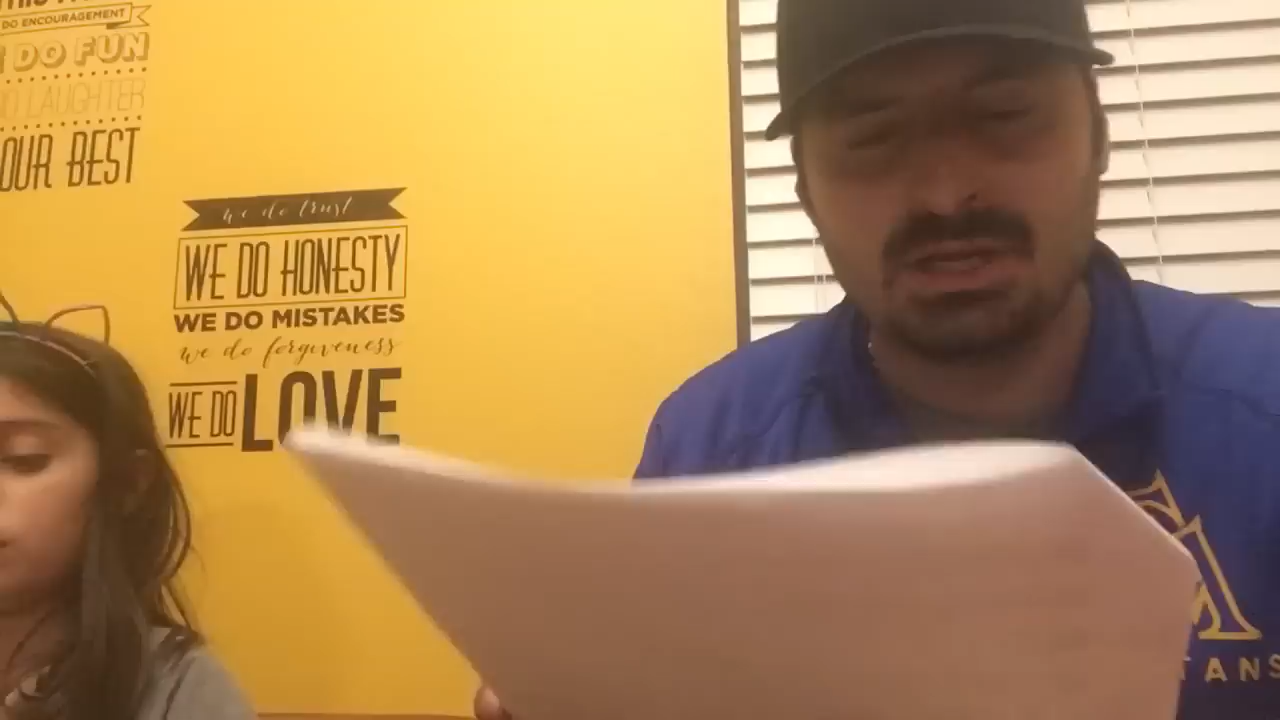 DO ENCOURAGEMENT
DO FUN
LAUGHTER
OUR BEST
we do trust
WE DO HONESTY
WE DO MISTAKES
we do forgiveness
WE DO LOVE
TANS